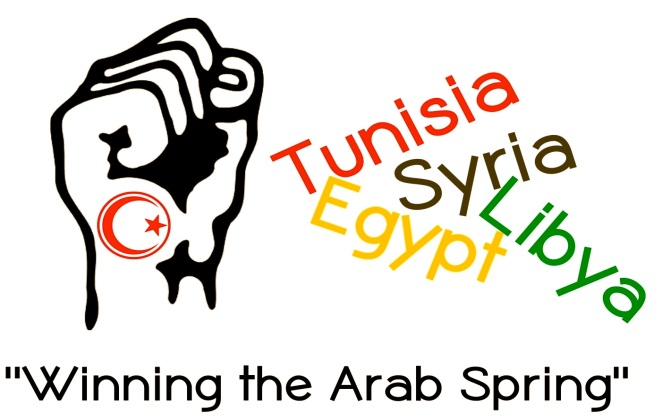 Tunisia
Syria
Egypt
Libya
"Winning the Arab Spring"